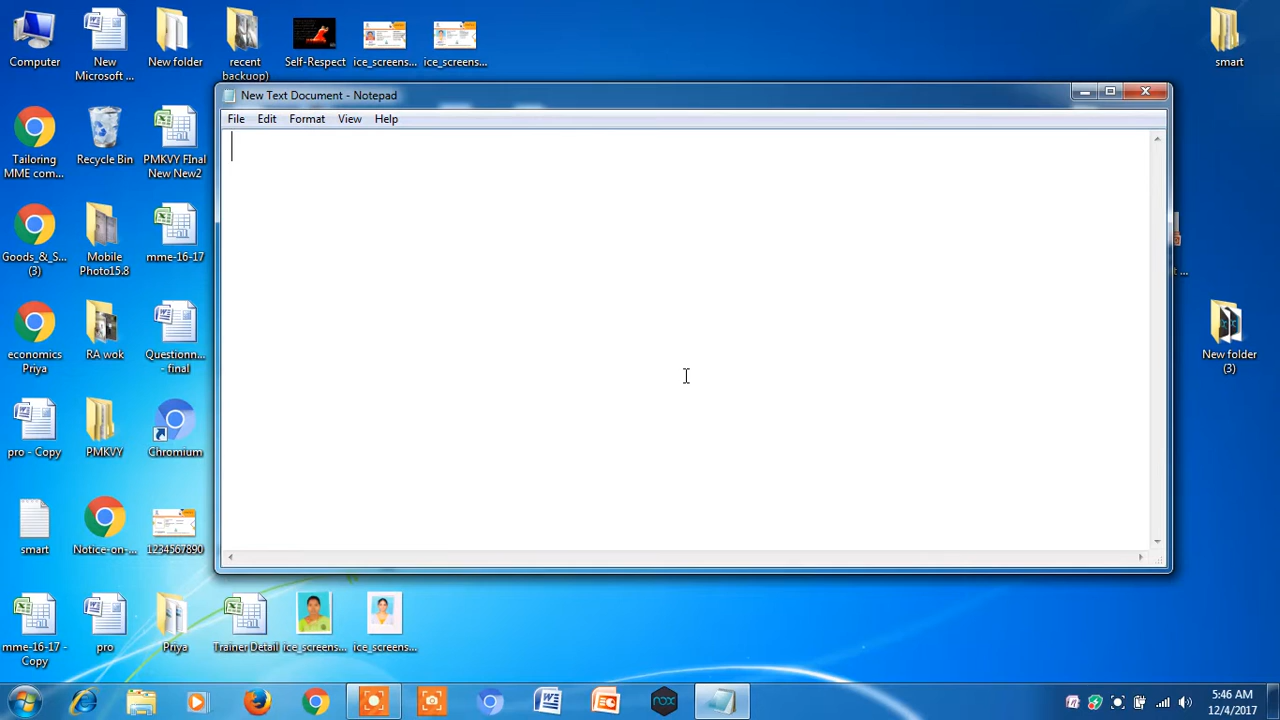 Computer
New
Microsoft ...
New folder
recent
backuop)
Self-Respect
ice_screens...
ice_screens...
smart
New Text Document - Notepad
File Edit Format View Help
Tailoring
MME com...
Recycle Bin
PMKVY FInal
New New2
Goods_&_S...
(3)
Mobile
Photo15.8
mme-16-17
economics
Priya
RA wok
Questionn...
- final
New folder
(3)
pro - Copy
PMKVY
Chromium
smart
Notice-on-...
1234567890
mme-16-17 -
Copy
pro
Priya
Trainer Detail
ice_screens...
ice_screens...
nox
5:46 AM
12/4/2017